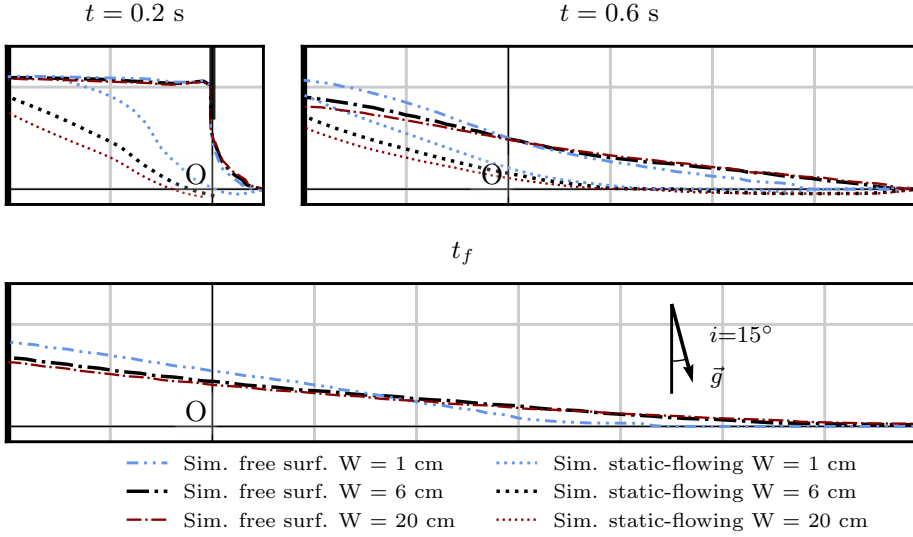 t = 0.2 s
t = 0.6 s
O
O
t_f
i=15°
g⃗
O
Sim. free surf. W = 1 cm
Sim. static-flowing W = 1 cm
Sim. free surf. W = 6 cm
Sim. static-flowing W = 6 cm
Sim. free surf. W = 20 cm
Sim. static-flowing W = 20 cm